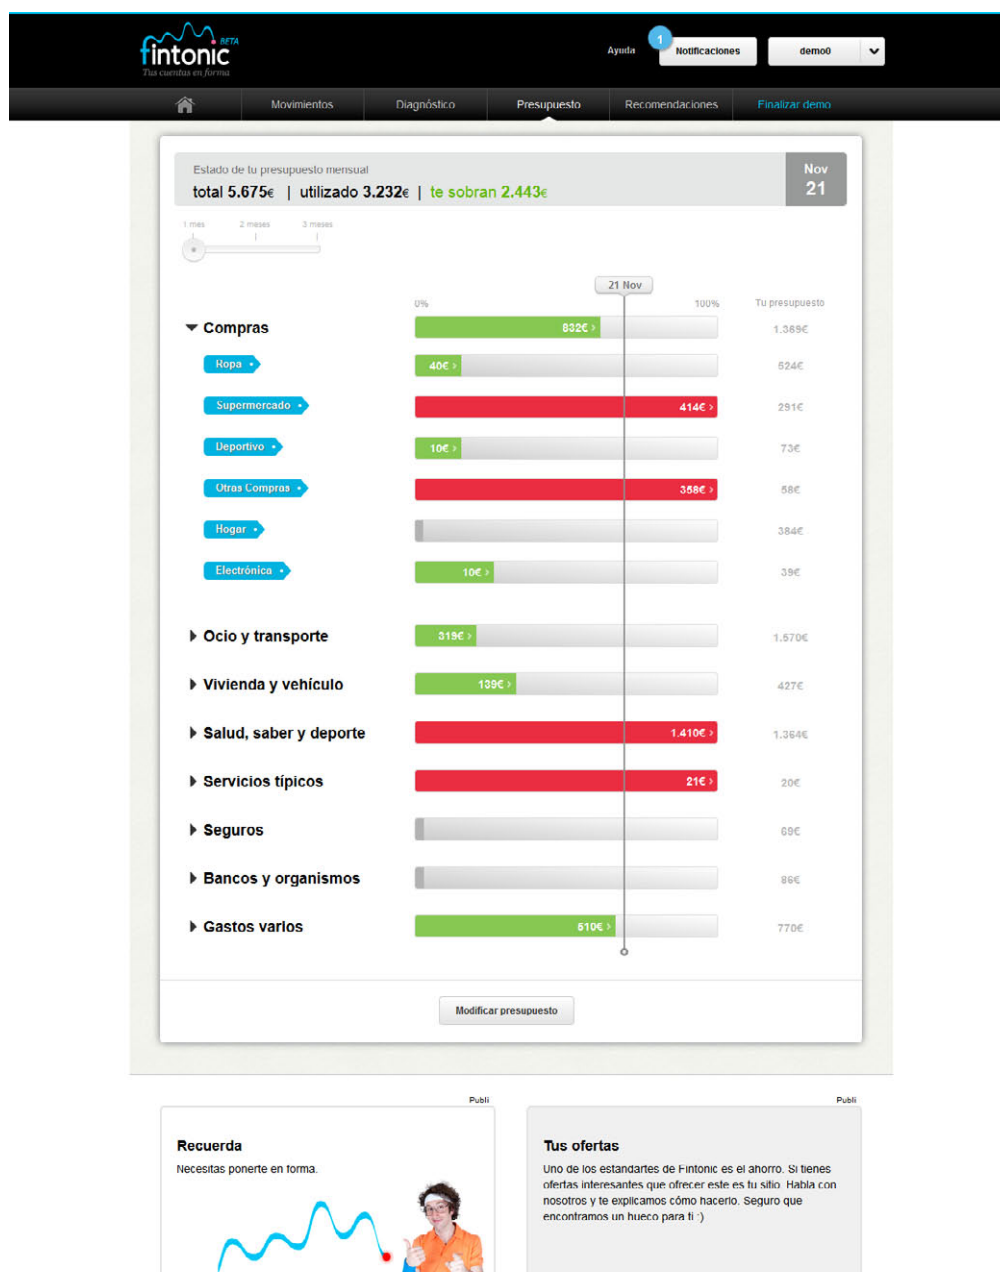 fintonic BETA
Tus cuentas en forma
Ayuda
1
Notificaciones
demo0
Movimientos
Diagnóstico
Presupuesto
Recomendaciones
Finalizar demo
Estado de tu presupuesto mensual
total 5.675€ | utilizado 3.232€ | te sobran 2.443€
Nov
21
1 mes 2 meses 3 meses
21 Nov
0% 100% Tu presupuesto
Compras 832€ › 1.389€
Ropa 40€ › 524€
Supermercado 414€ › 291€
Deportivo 10€ › 73€
Otras Compras 358€ › 58€
Hogar 384€
Electrónica 10€ › 39€
Ocio y transporte 319€ › 1.570€
Vivienda y vehículo 139€ › 427€
Salud, saber y deporte 1.410€ › 1.364€
Servicios típicos 21€ › 20€
Seguros 69€
Bancos y organismos 86€
Gastos varios 510€ › 770€
Modificar presupuesto
Publi
Recuerda
Necesitas ponerte en forma.
Publi
Tus ofertas
Uno de los estandartes de Fintonic es el ahorro. Si tienes
ofertas interesantes que ofrecer este es tu sitio. Habla con
nosotros y te explicamos cómo hacerlo. Seguro que
encontramos un hueco para ti :)